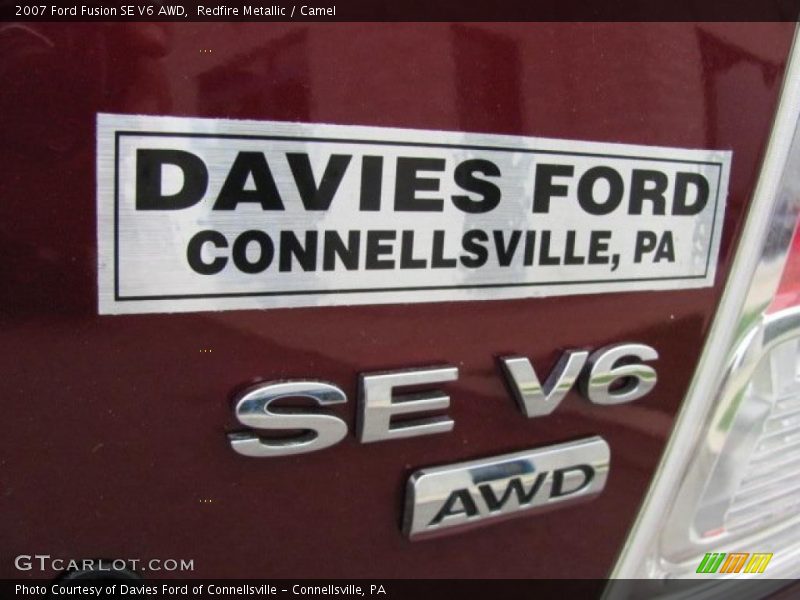 2007 Ford Fusion SE V6 AWD,  Redfire Metallic / Camel
DAVIES FORD
CONNELLSVILLE, PA
SE V6
AWD
GTCARLOT.COM
Photo Courtesy of Davies Ford of Connellsville - Connellsville, PA